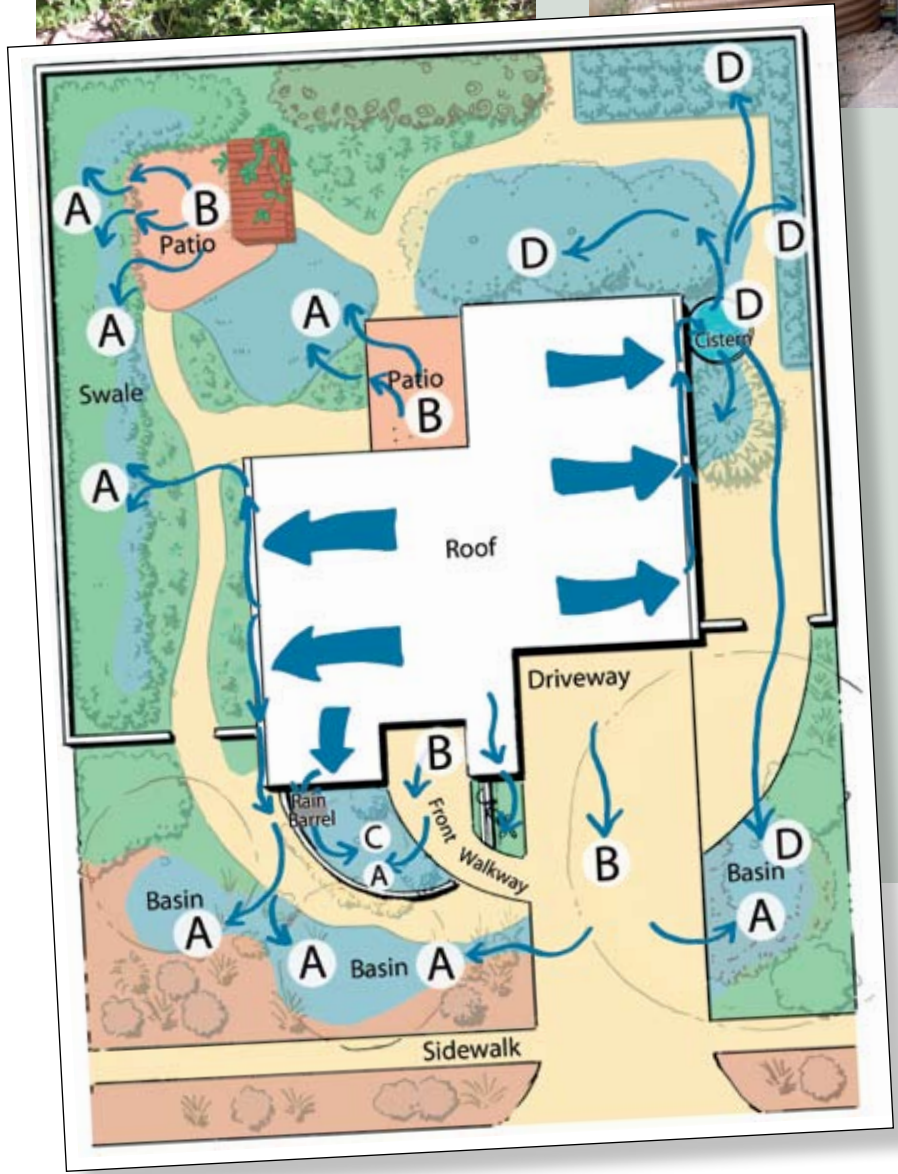 D
A
B
Patio
D
D
A
A
D
Cistern
Swale
Patio
B
A
Roof
Driveway
B
Rain
Barrel
Front
Walkway
C
A
B
D
Basin
A
Basin
A
A
Basin
A
Sidewalk